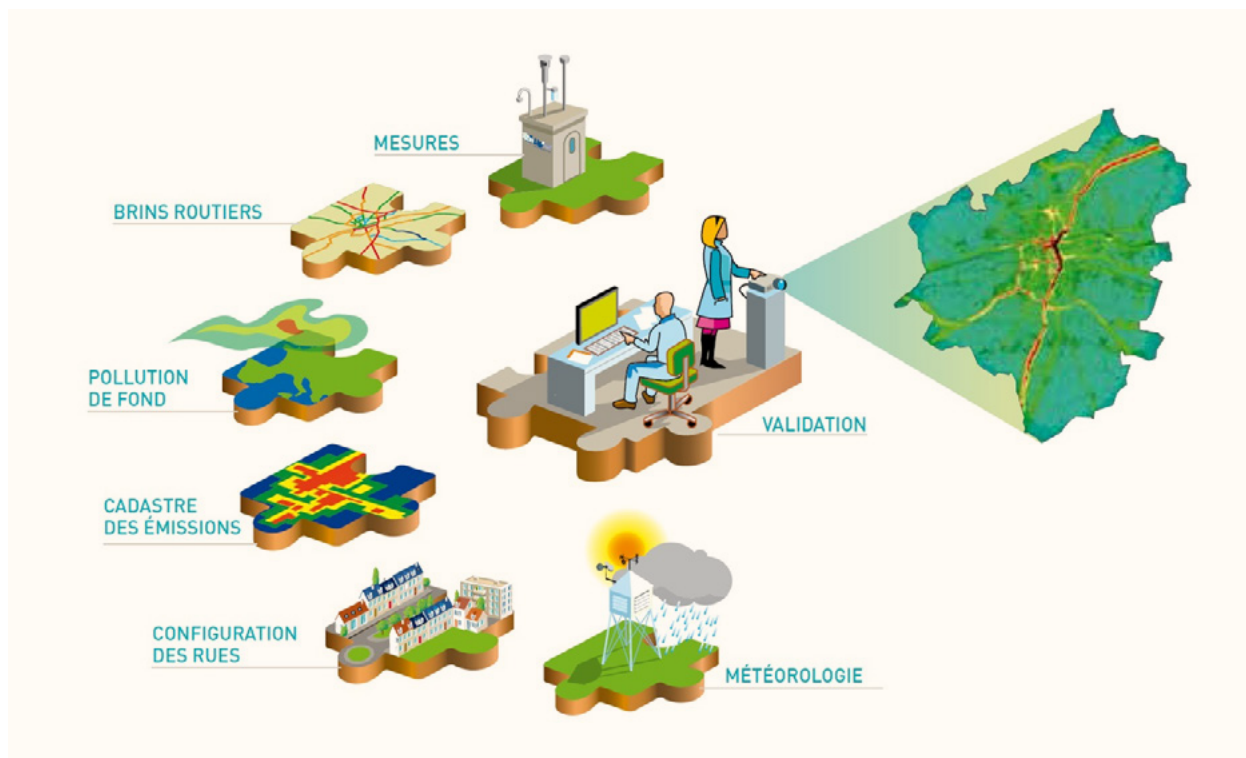 MESURES
BRINS ROUTIERS
POLLUTION
DE FOND
VALIDATION
CADASTRE
DES ÉMISSIONS
CONFIGURATION
DES RUES
MÉTÉOROLOGIE